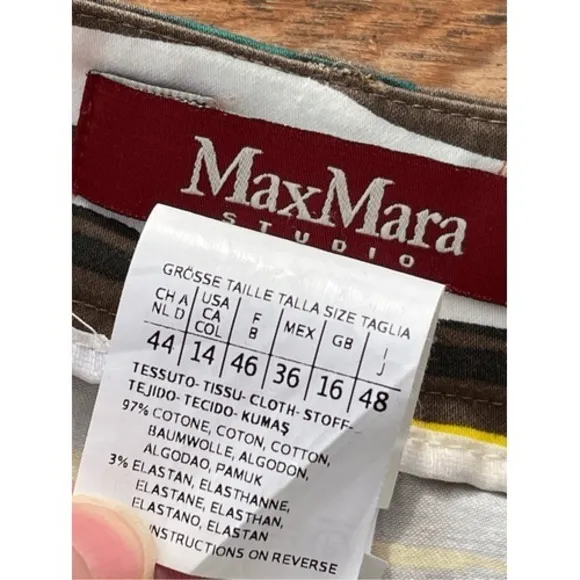 MaxMara
STUDIO
GRÖSSE TAILLE TALLA SIZE TAGLIA
CH A NL D | USA CA COL | F B | MEX | GB | I J
44 | 14 | 46 | 36 | 16 | 48
TESSUTO-TISSU-CLOTH-STOFF-
TEJIDO-TECIDO-KUMAŞ
97% COTONE, COTON, COTTON,
BAUMWOLLE, ALGODON,
ALGODAO, PAMUK
3% ELASTAN, ELASTHANNE,
ELASTANE, ELASTHAN,
ELASTANO, ELASTAN
INSTRUCTIONS ON REVERSE